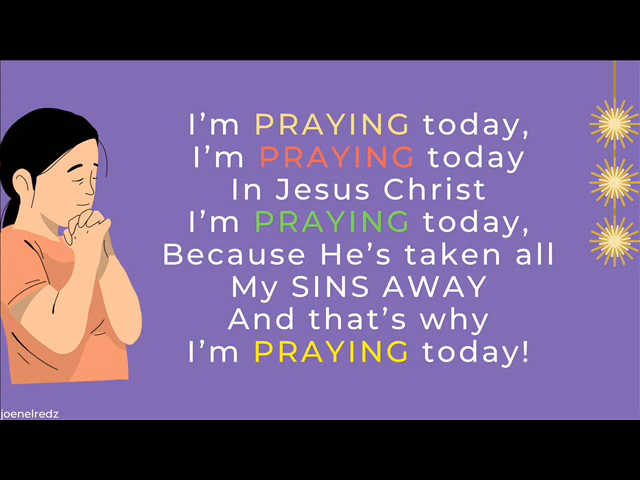 I'm PRAYING today,
I'm PRAYING today
In Jesus Christ
I'm PRAYING today,
Because He's taken all
My SINS AWAY
And that's why
I'm PRAYING today!
joenelredz